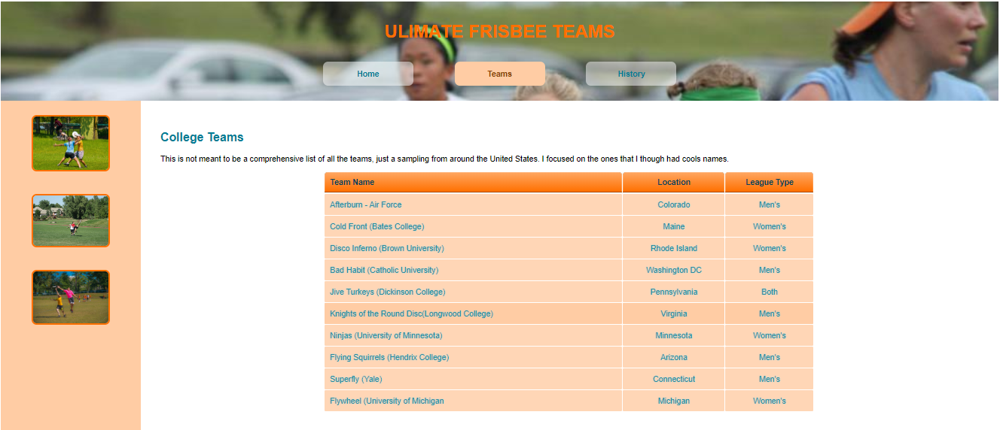 ULIMATE FRISBEE TEAMS
Home Teams History
College Teams
This is not meant to be a comprehensive list of all the teams, just a sampling from around the United States. I focused on the ones that I though had cools names.
Team Name Location League Type
Afterburn - Air Force Colorado Men's
Cold Front (Bates College) Maine Women's
Disco Inferno (Brown University) Rhode Island Women's
Bad Habit (Catholic University) Washington DC Men's
Jive Turkeys (Dickinson College) Pennsylvania Both
Knights of the Round Disc(Longwood College) Virginia Men's
Ninjas (University of Minnesota) Minnesota Women's
Flying Squirrels (Hendrix College) Arizona Men's
Superfly (Yale) Connecticut Men's
Flywheel (University of Michigan Michigan Women's